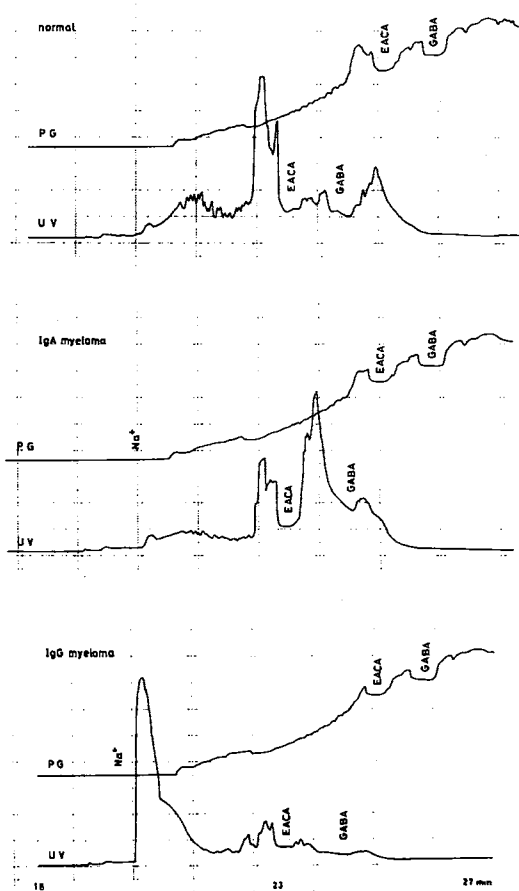 normal
EACA
GABA
PG
EACA
GABA
UV
IgA myeloma
EACA
GABA
PG
Na+
EACA
GABA
UV
IgG myeloma
EACA
GABA
PG
Na+
EACA
GABA
UV
18
23
27 min